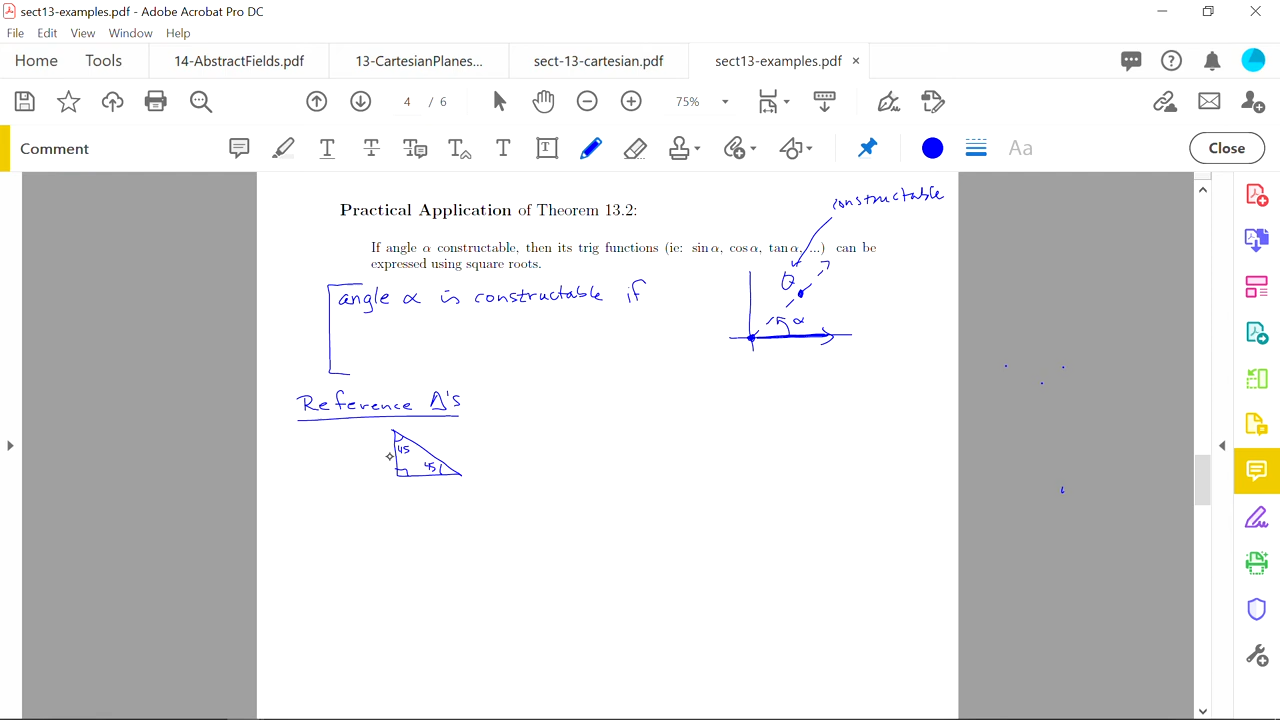 sect13-examples.pdf - Adobe Acrobat Pro DC
File Edit View Window Help
Home Tools 14-AbstractFields.pdf 13-CartesianPlanes... sect-13-cartesian.pdf sect13-examples.pdf ×
4 / 6 75%
Comment T T T T T T Aa Close
Practical Application of Theorem 13.2:
constructable
If angle α constructable, then its trig functions (ie: sin α, cos α, tan α, ...) can be
expressed using square roots.
angle α is constructable if
Q
α
Reference Δ's
45
45